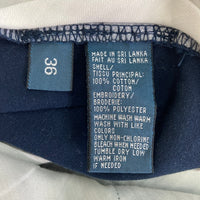 36
MADE IN SRI LANKA
FABRIQUÉ AU SRI LANKA
SHELL/
TISSU PRINCIPAL:
100% COTTON/
COTON
EMBROIDERY/
BRODERIE:
100% POLYESTER
MACHINE WASH WARM
WASH WITH LIKE
COLORS
ONLY NON-CHLORINE
BLEACH WHEN NEEDED
TUMBLE DRY LOW
WARM IRON
IF NEEDED